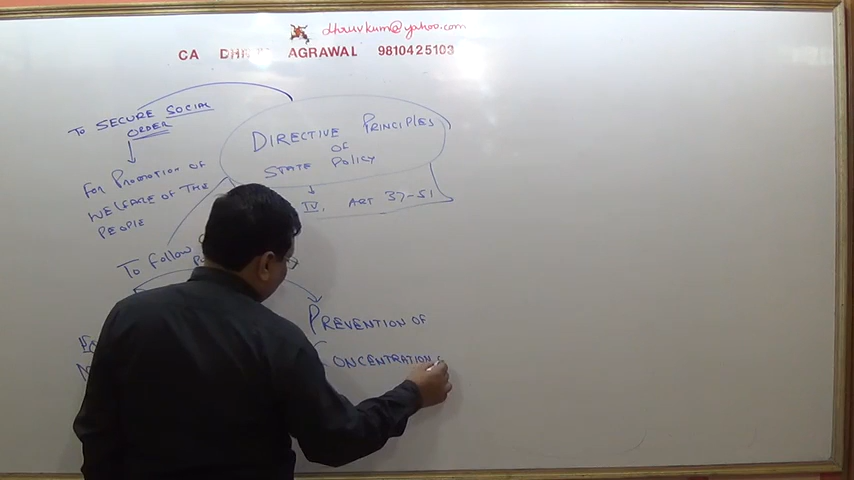 dhruvkum@yahoo.com
CA DHR AGRAWAL 9810425103
TO SECURE SOCIAL
ORDER
FOR PROMOTION OF
WELFARE OF THE
PEOPLE
DIRECTIVE PRINCIPLES
OF
STATE POLICY
IV, ART 37-51
TO FOLLOW
PREVENTION OF
CONCENTRATION